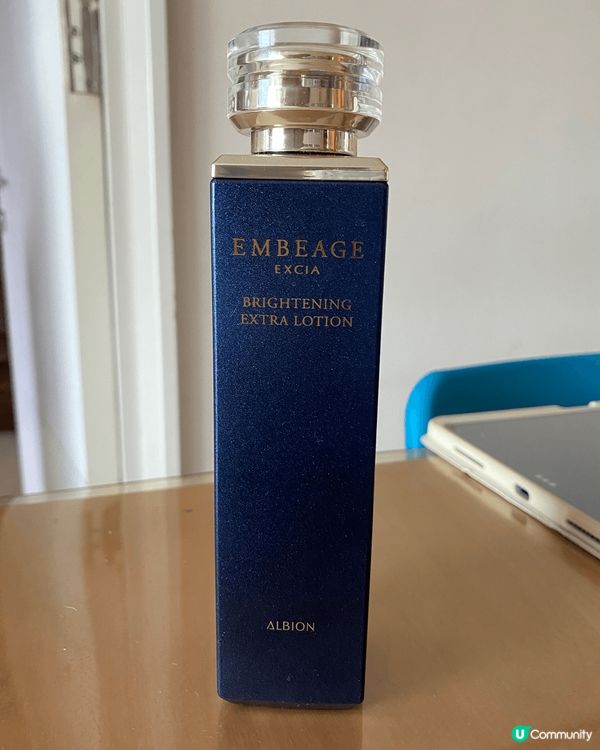 EMBEAGE
EXCIA
BRIGHTENING
EXTRA LOTION
ALBION
U Community